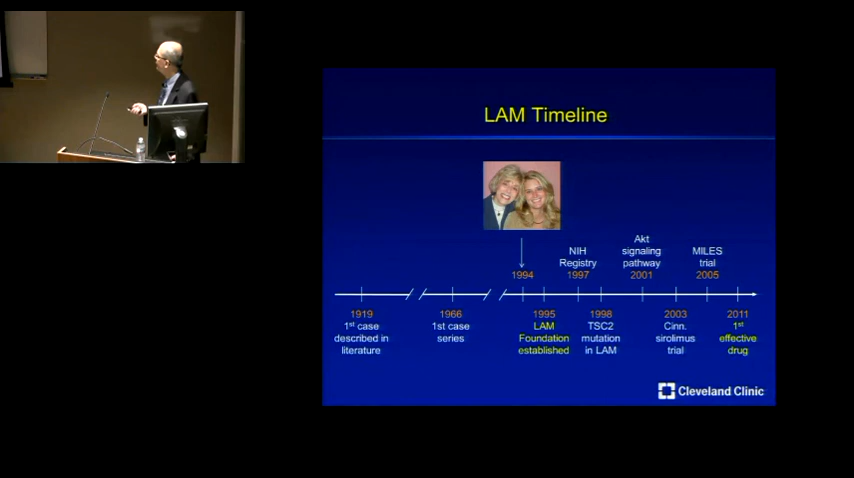 LAM Timeline
NIH
Registry
1997
Akt
signaling
pathway
2001
MILES
trial
2005
1994
1919
1st case
described in
literature
1966
1st case
series
1995
LAM
Foundation
established
1998
TSC2
mutation
in LAM
2003
Cinn.
sirolimus
trial
2011
1st
effective
drug
Cleveland Clinic